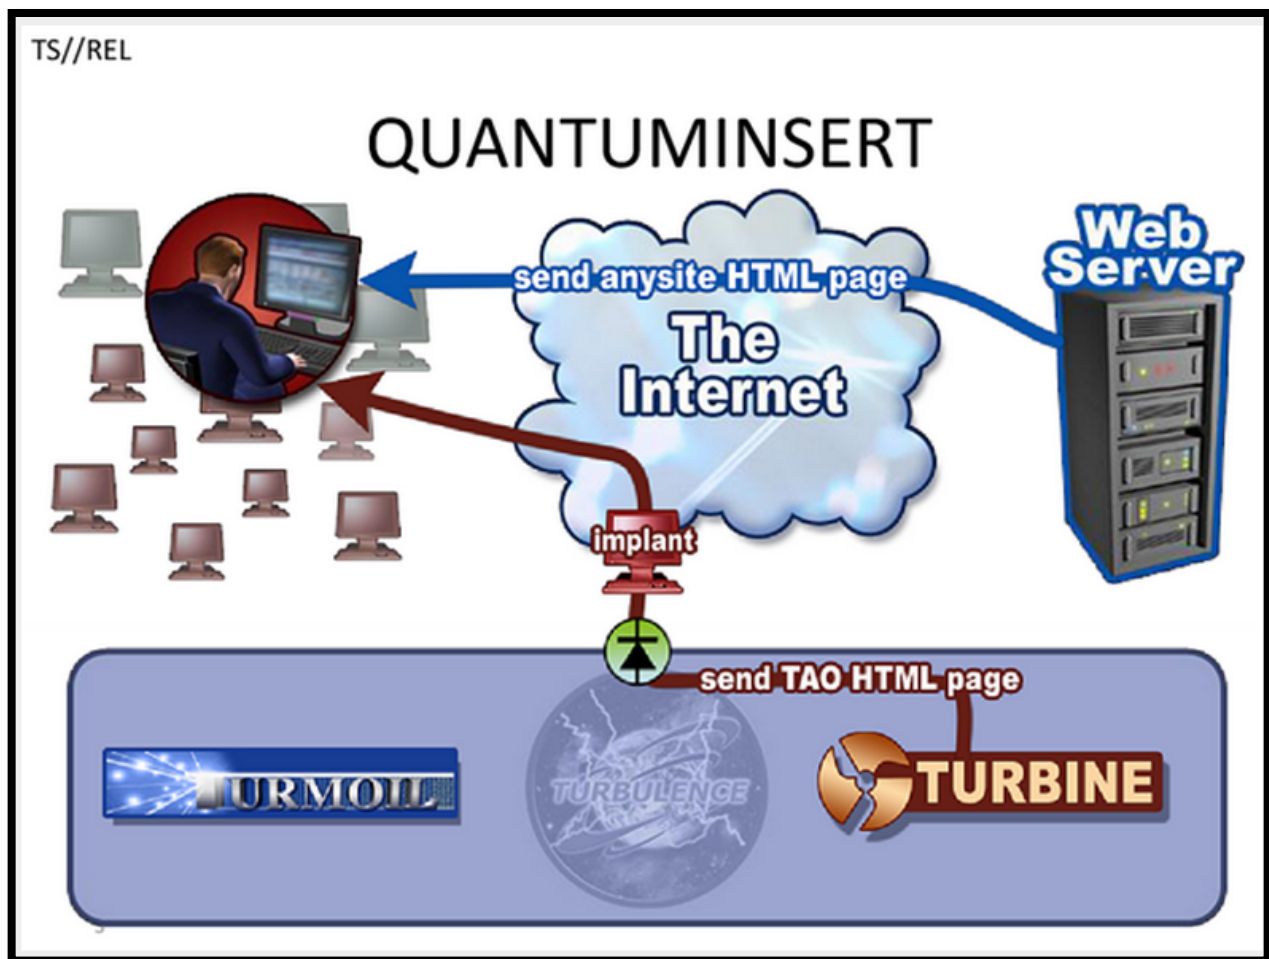 TS//REL
QUANTUMINSERT
Web
Server
send anysite HTML page
The
Internet
implant
send TAO HTML page
TURMOIL
TURBULENCE
TURBINE